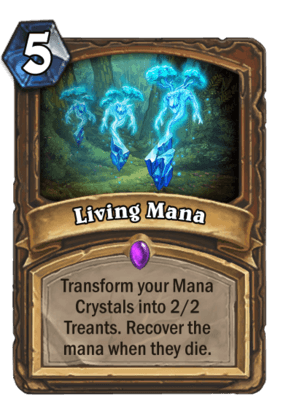 5
Living Mana
Transform your Mana
Crystals into 2/2
Treants. Recover the
mana when they die.